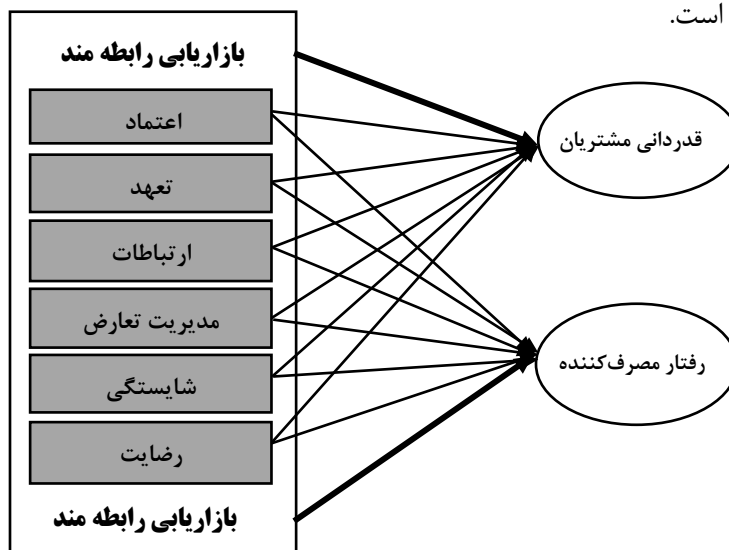 است.
بازاریابی رابطه مند
اعتماد
تعهد
ارتباطات
مدیریت تعارض
شایستگی
رضایت
بازاریابی رابطه مند
قدردانی مشتریان
رفتار مصرف‌کننده